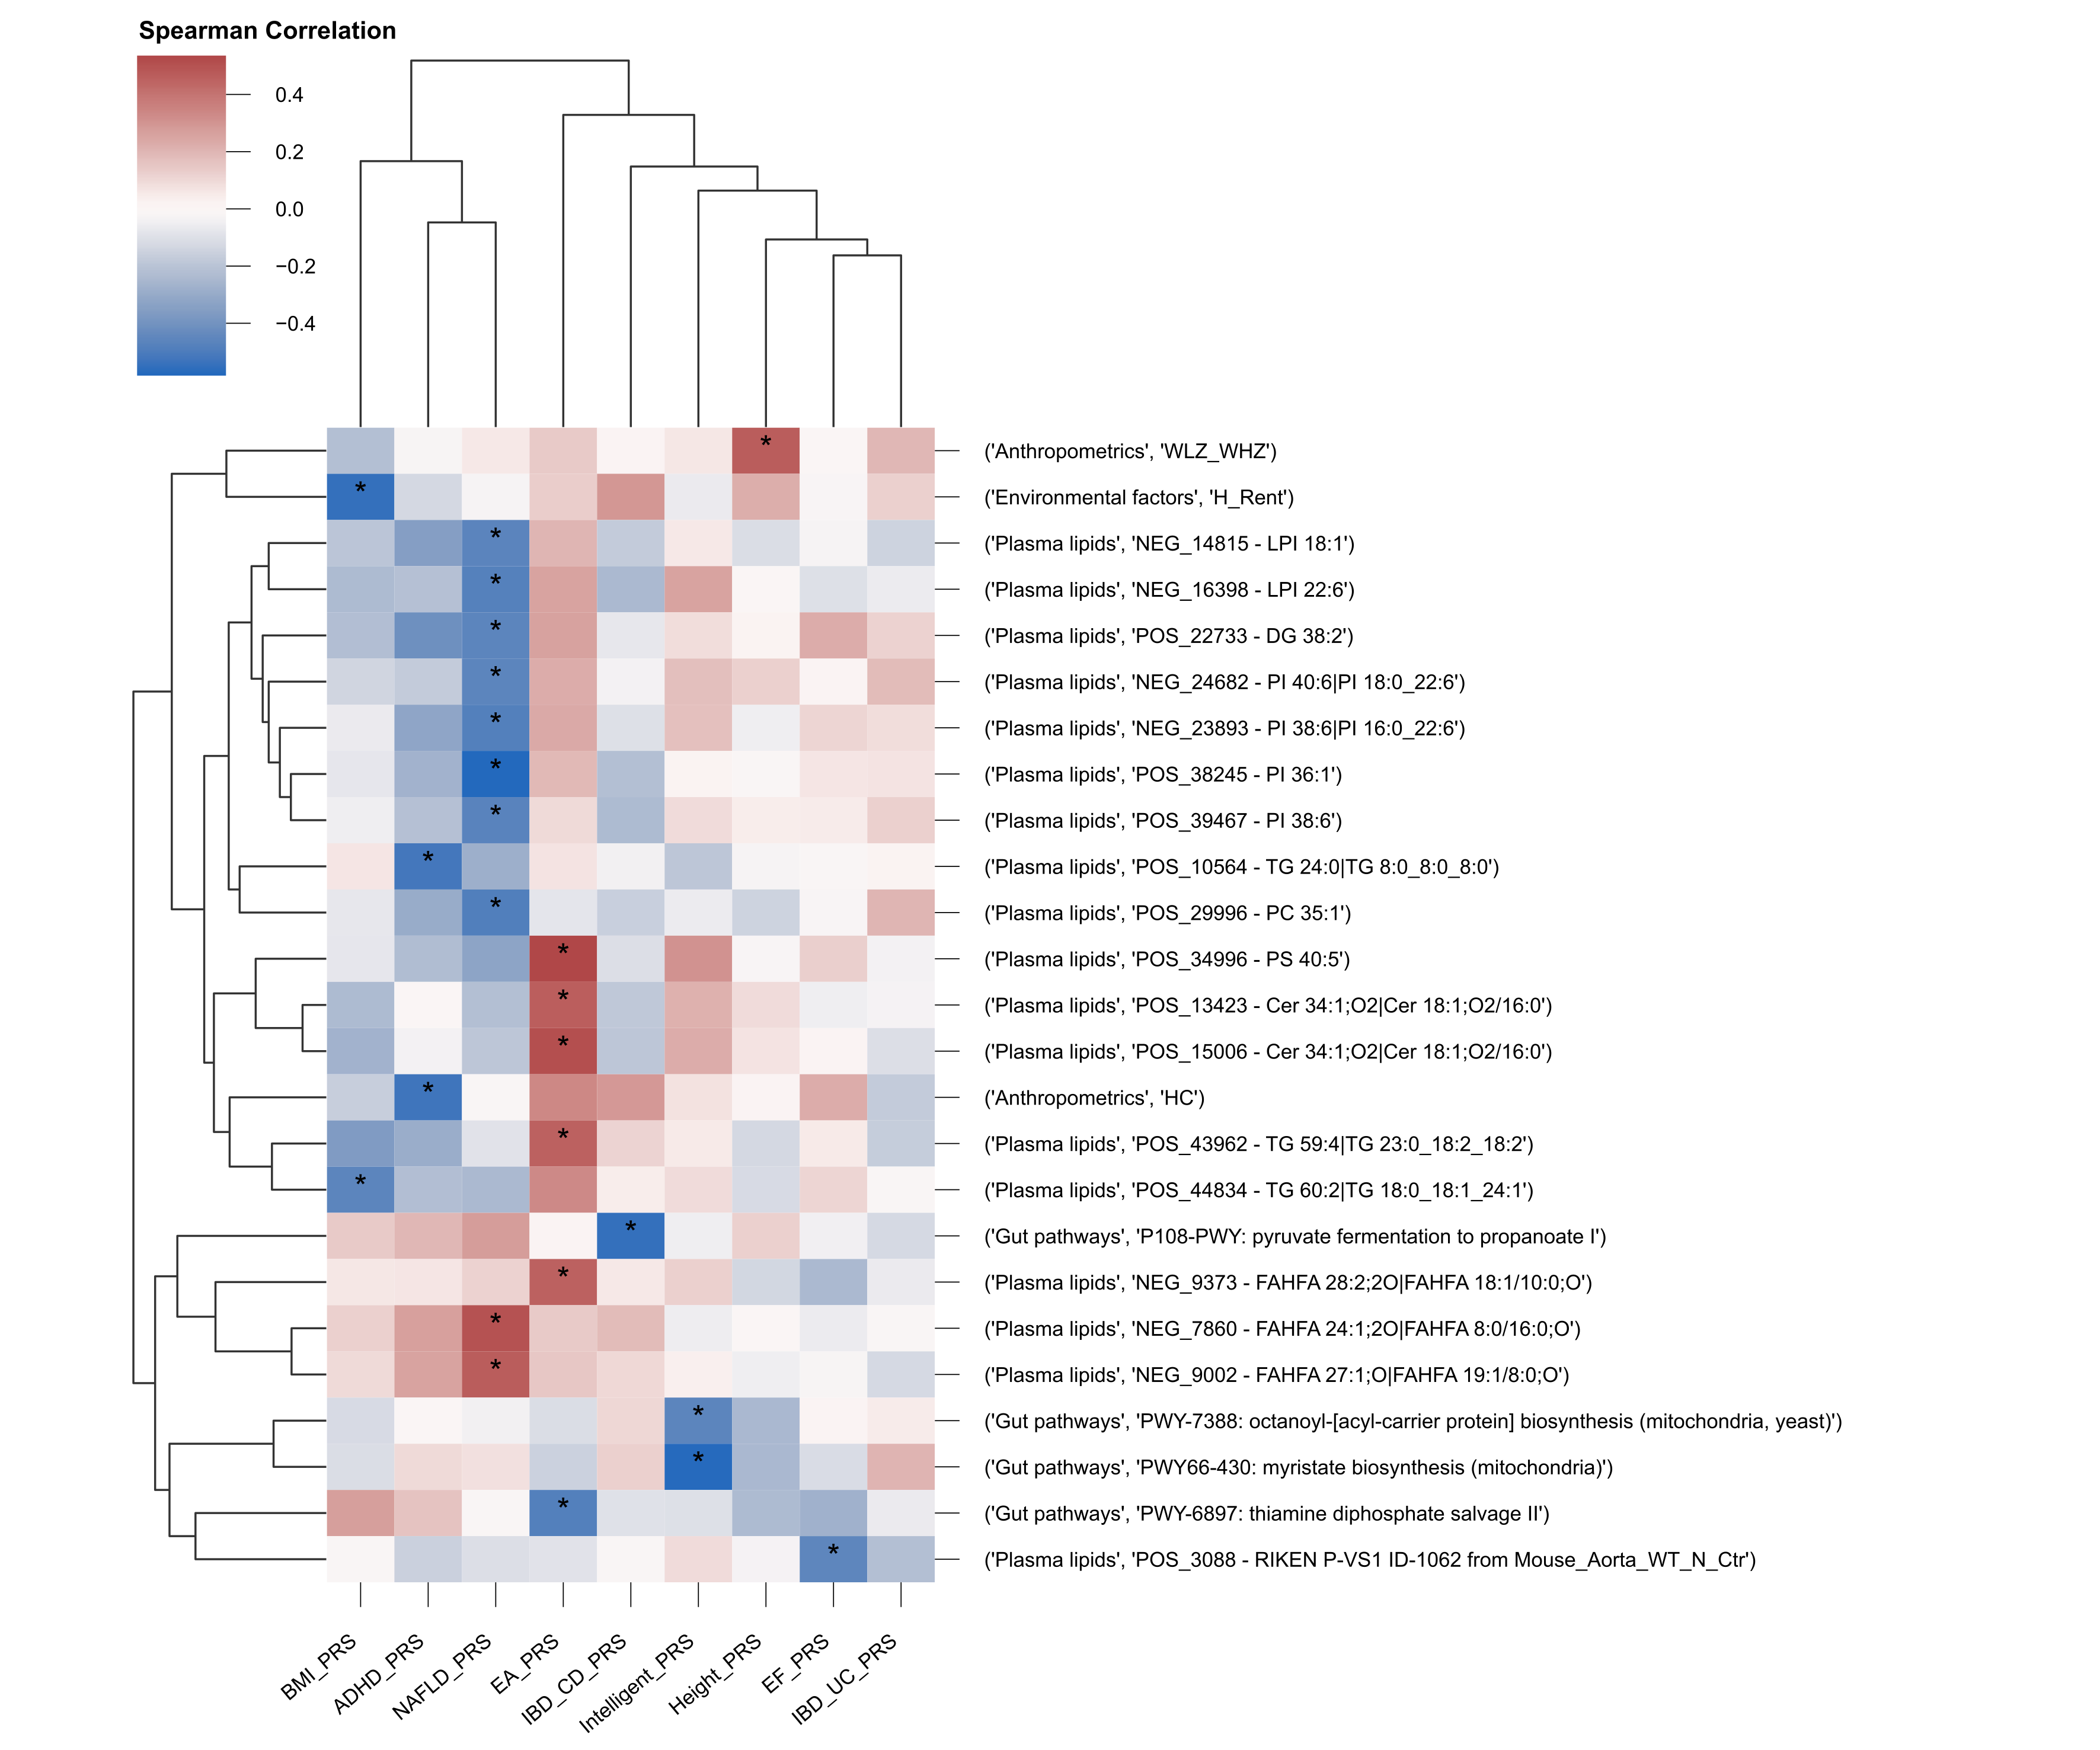 Spearman Correlation
0.4
0.2
0.0
−0.2
−0.4
*
('Anthropometrics', 'WLZ_WHZ')
*
('Environmental factors', 'H_Rent')
*
('Plasma lipids', 'NEG_14815 - LPI 18:1')
*
('Plasma lipids', 'NEG_16398 - LPI 22:6')
*
('Plasma lipids', 'POS_22733 - DG 38:2')
*
('Plasma lipids', 'NEG_24682 - PI 40:6|PI 18:0_22:6')
*
('Plasma lipids', 'NEG_23893 - PI 38:6|PI 16:0_22:6')
*
('Plasma lipids', 'POS_38245 - PI 36:1')
*
('Plasma lipids', 'POS_39467 - PI 38:6')
*
('Plasma lipids', 'POS_10564 - TG 24:0|TG 8:0_8:0_8:0')
*
('Plasma lipids', 'POS_29996 - PC 35:1')
*
('Plasma lipids', 'POS_34996 - PS 40:5')
*
('Plasma lipids', 'POS_13423 - Cer 34:1;O2|Cer 18:1;O2/16:0')
*
('Plasma lipids', 'POS_15006 - Cer 34:1;O2|Cer 18:1;O2/16:0')
*
('Anthropometrics', 'HC')
*
('Plasma lipids', 'POS_43962 - TG 59:4|TG 23:0_18:2_18:2')
*
('Plasma lipids', 'POS_44834 - TG 60:2|TG 18:0_18:1_24:1')
*
('Gut pathways', 'P108-PWY: pyruvate fermentation to propanoate I')
*
('Plasma lipids', 'NEG_9373 - FAHFA 28:2;2O|FAHFA 18:1/10:0;O')
*
('Plasma lipids', 'NEG_7860 - FAHFA 24:1;2O|FAHFA 8:0/16:0;O')
*
('Plasma lipids', 'NEG_9002 - FAHFA 27:1;O|FAHFA 19:1/8:0;O')
*
('Gut pathways', 'PWY-7388: octanoyl-[acyl-carrier protein] biosynthesis (mitochondria, yeast)')
*
('Gut pathways', 'PWY66-430: myristate biosynthesis (mitochondria)')
*
('Gut pathways', 'PWY-6897: thiamine diphosphate salvage II')
*
('Plasma lipids', 'POS_3088 - RIKEN P-VS1 ID-1062 from Mouse_Aorta_WT_N_Ctr')
BMI_PRS
ADHD_PRS
NAFLD_PRS
EA_PRS
IBD_CD_PRS
Intelligent_PRS
Height_PRS
EF_PRS
IBD_UC_PRS